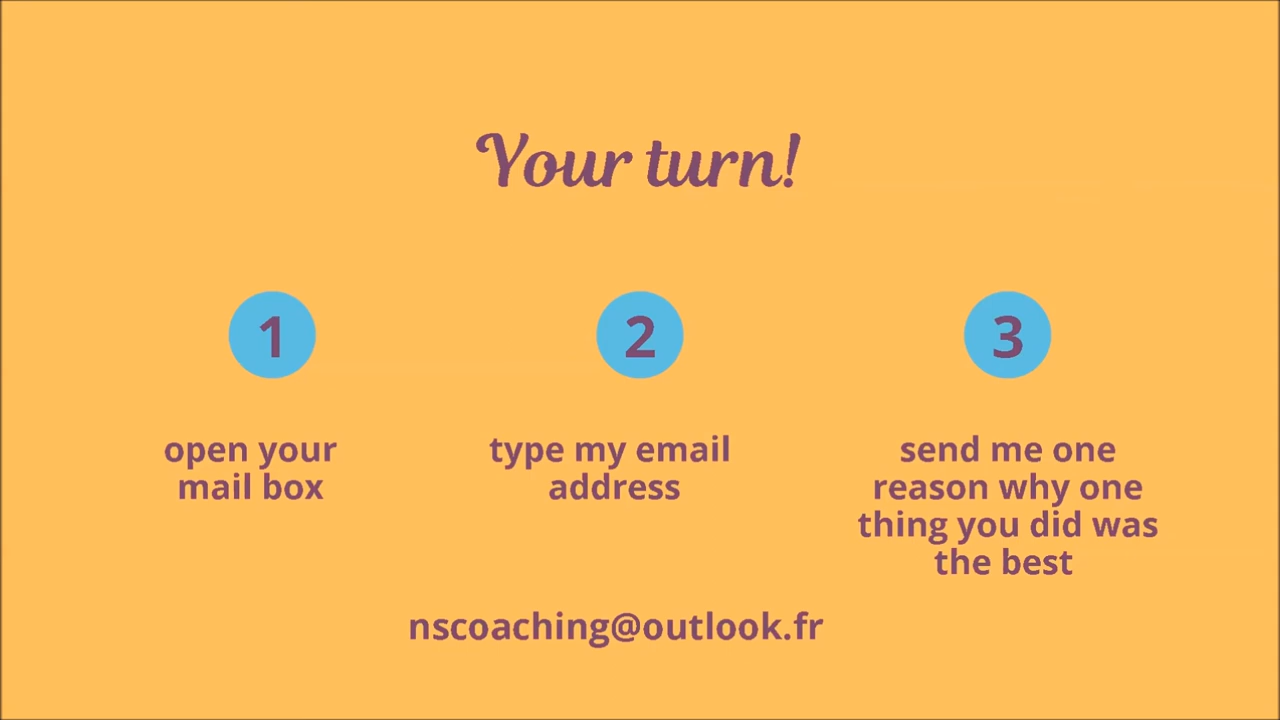 Your turn!
1
open your
mail box
2
type my email
address
3
send me one
reason why one
thing you did was
the best
nscoaching@outlook.fr